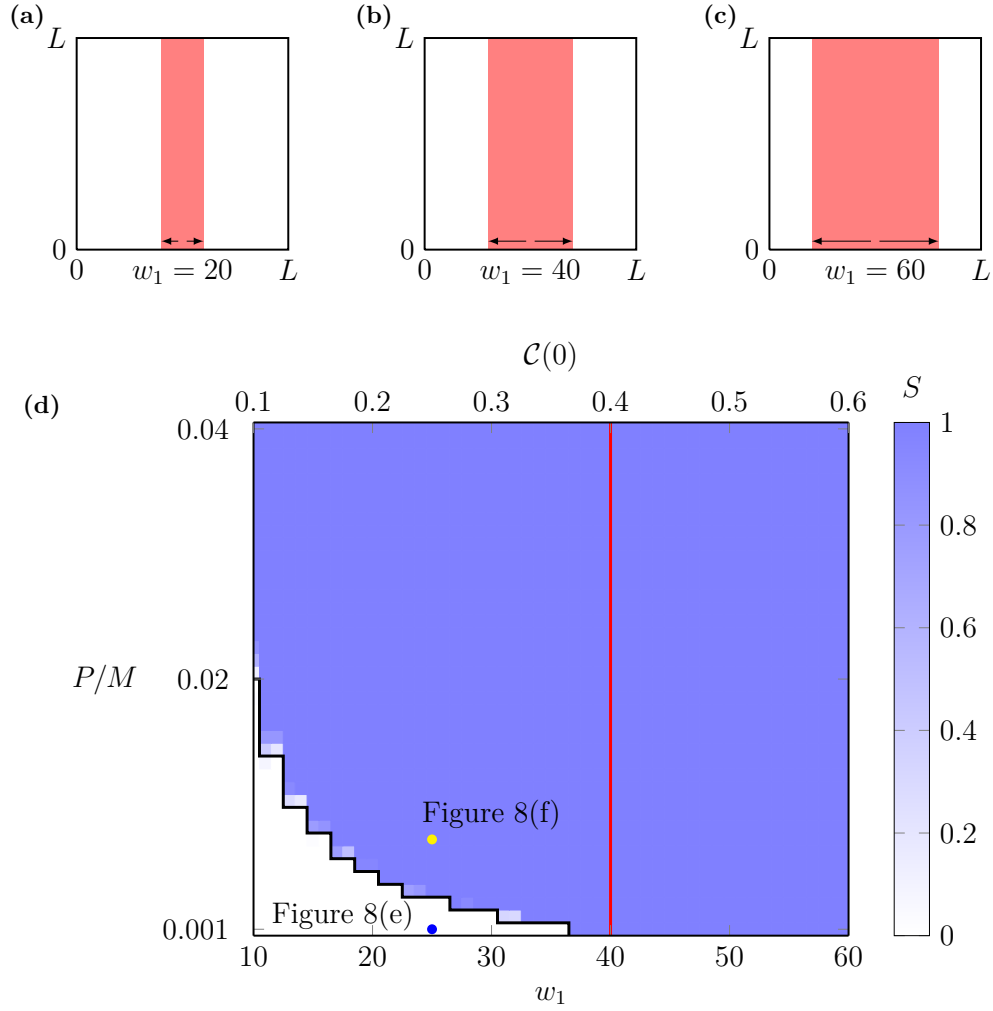 (a) (b) (c)
L L L
0 0 0
0 w₁ = 20 L 0 w₁ = 40 L 0 w₁ = 60 L
𝒞(0)
(d) 0.1 0.2 0.3 0.4 0.5 0.6 S
0.04 1
0.8
0.6
P/M 0.02
0.4
Figure 8(f)
0.2
Figure 8(e)
0.001 0
10 20 30 40 50 60
w₁